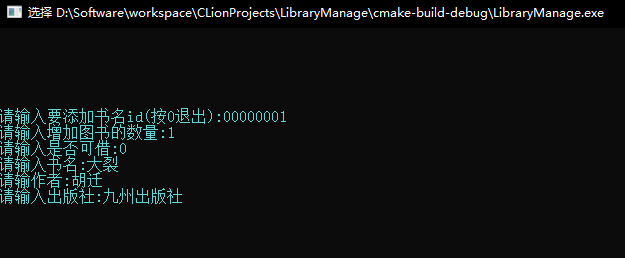 选择 D:\Software\workspace\CLionProjects\LibraryManage\cmake-build-debug\LibraryManage.exe
请输入要添加书名id(按0退出):00000001
请输入增加图书的数量:1
请输入是否可借:0
请输入书名:大裂
请输作者:胡迁
请输入出版社:九州出版社